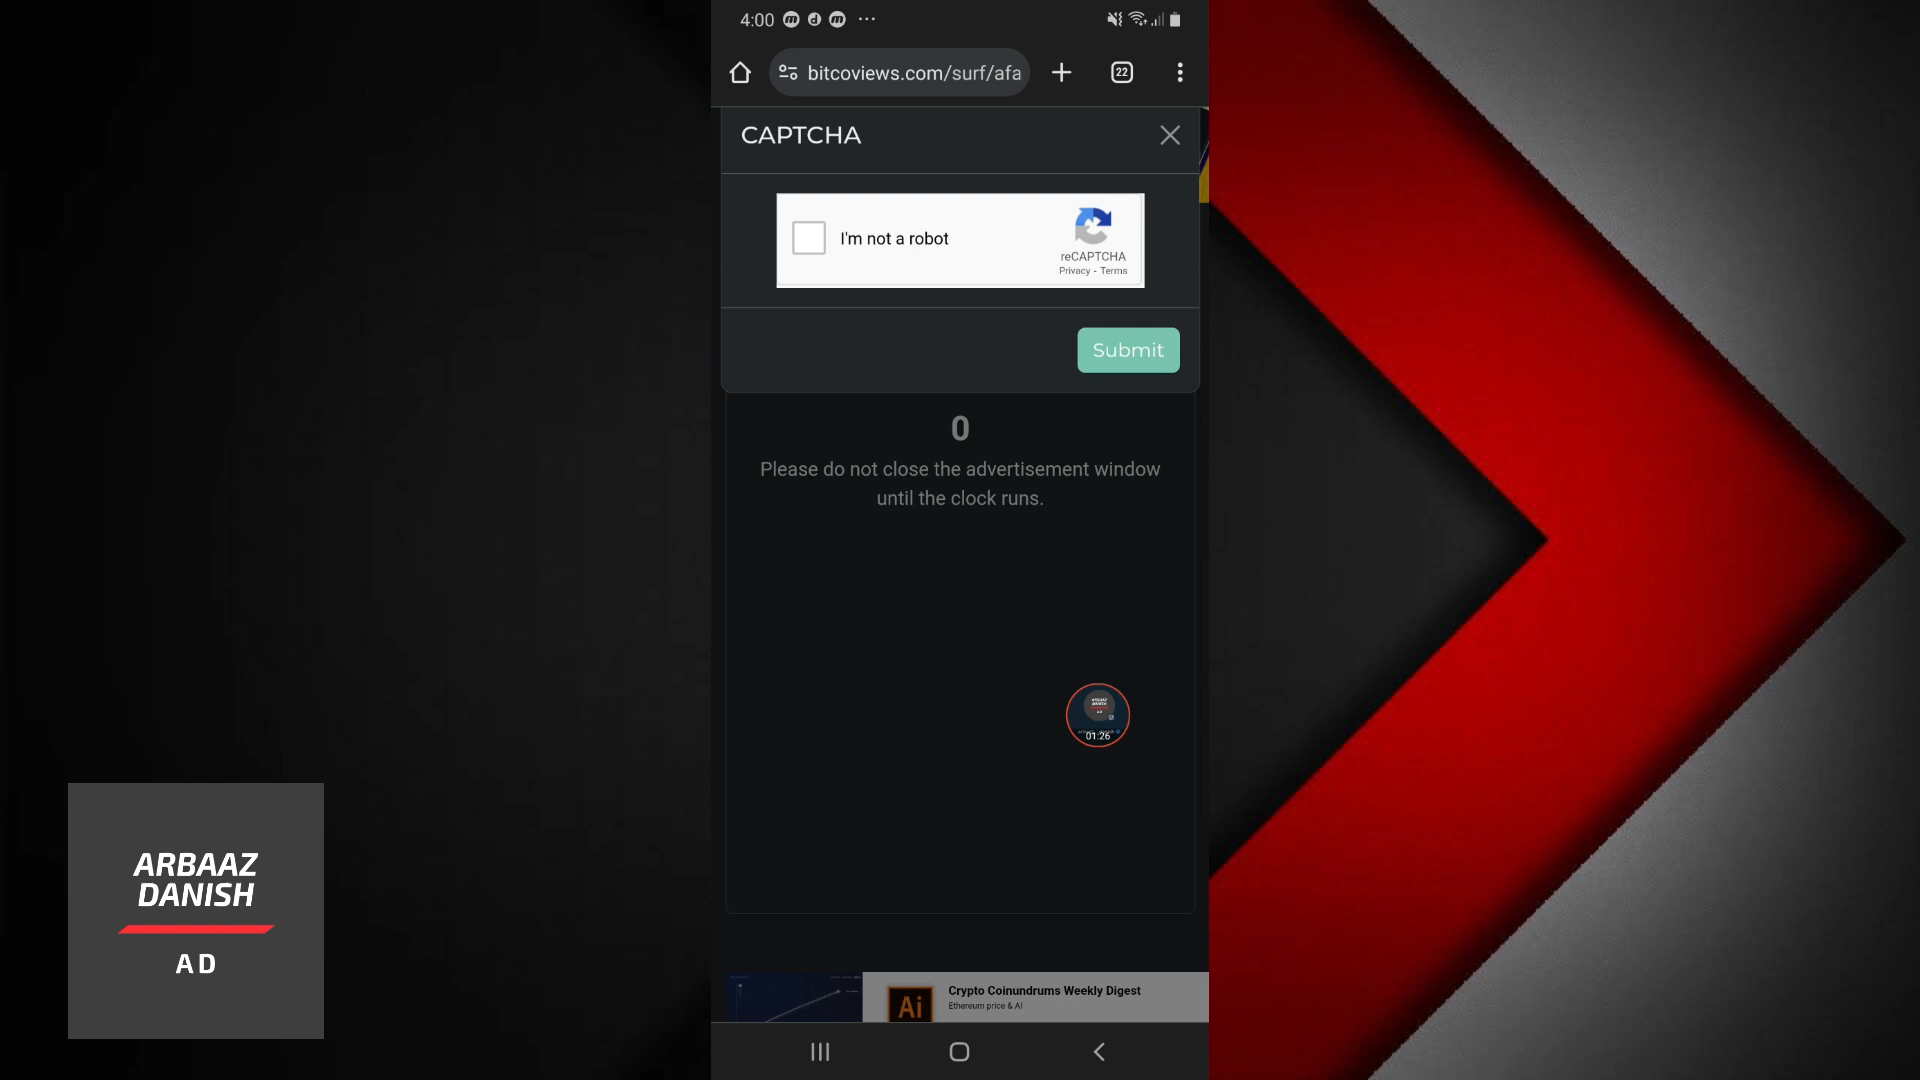 4:00
bitcoviews.com/surf/afa
22
CAPTCHA
I'm not a robot
reCAPTCHA
Privacy - Terms
Submit
0
Please do not close the advertisement window
until the clock runs.
01:26
ARBAAZ
DANISH
AD
Ai
Crypto Coinundrums Weekly Digest
Ethereum price & AI